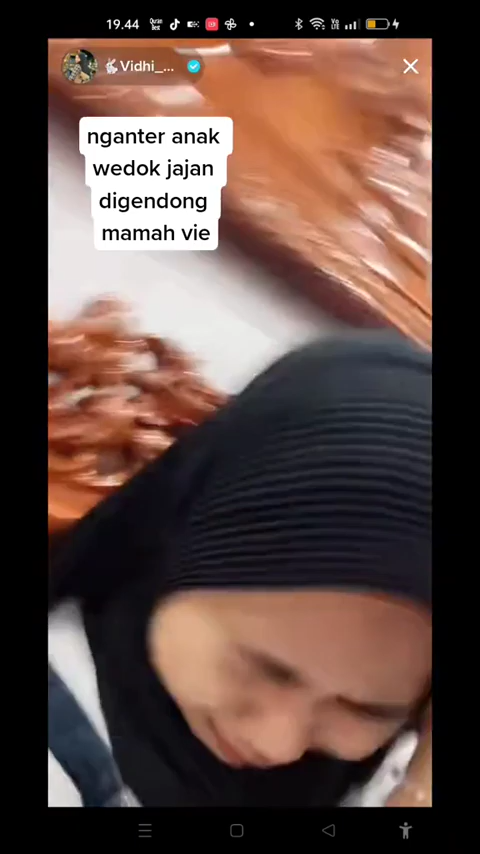 19.44
🐇Vidhi_...
nganter anak
wedok jajan
digendong
mamah vie